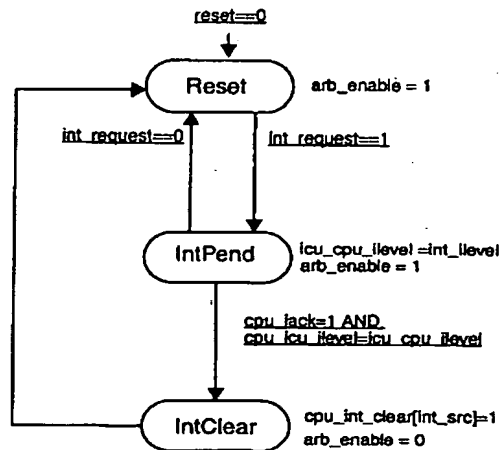 reset==0
Reset
arb_enable = 1
int_request==0
int_request==1
IntPend
icu_cpu_ilevel =int_ilevel
arb_enable = 1
cpu_iack=1 AND
cpu_icu_ilevel=icu_cpu_ilevel
IntClear
cpu_int_clear[int_src]=1
arb_enable = 0